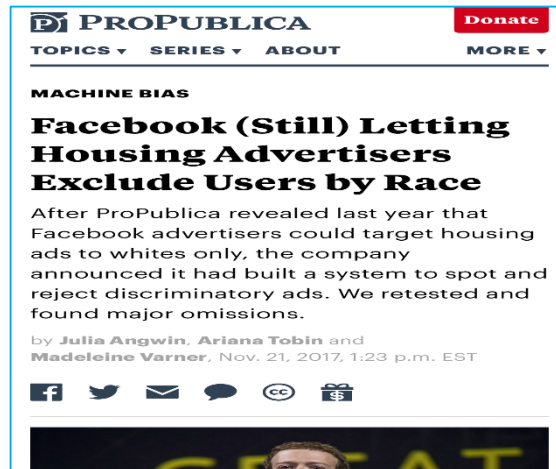 PROPUBLICA
Donate
TOPICS ▾ SERIES ▾ ABOUT MORE ▾
MACHINE BIAS
Facebook (Still) Letting
Housing Advertisers
Exclude Users by Race
After ProPublica revealed last year that
Facebook advertisers could target housing
ads to whites only, the company
announced it had built a system to spot and
reject discriminatory ads. We retested and
found major omissions.
by Julia Angwin, Ariana Tobin and
Madeleine Varner, Nov. 21, 2017, 1:23 p.m. EST
cc